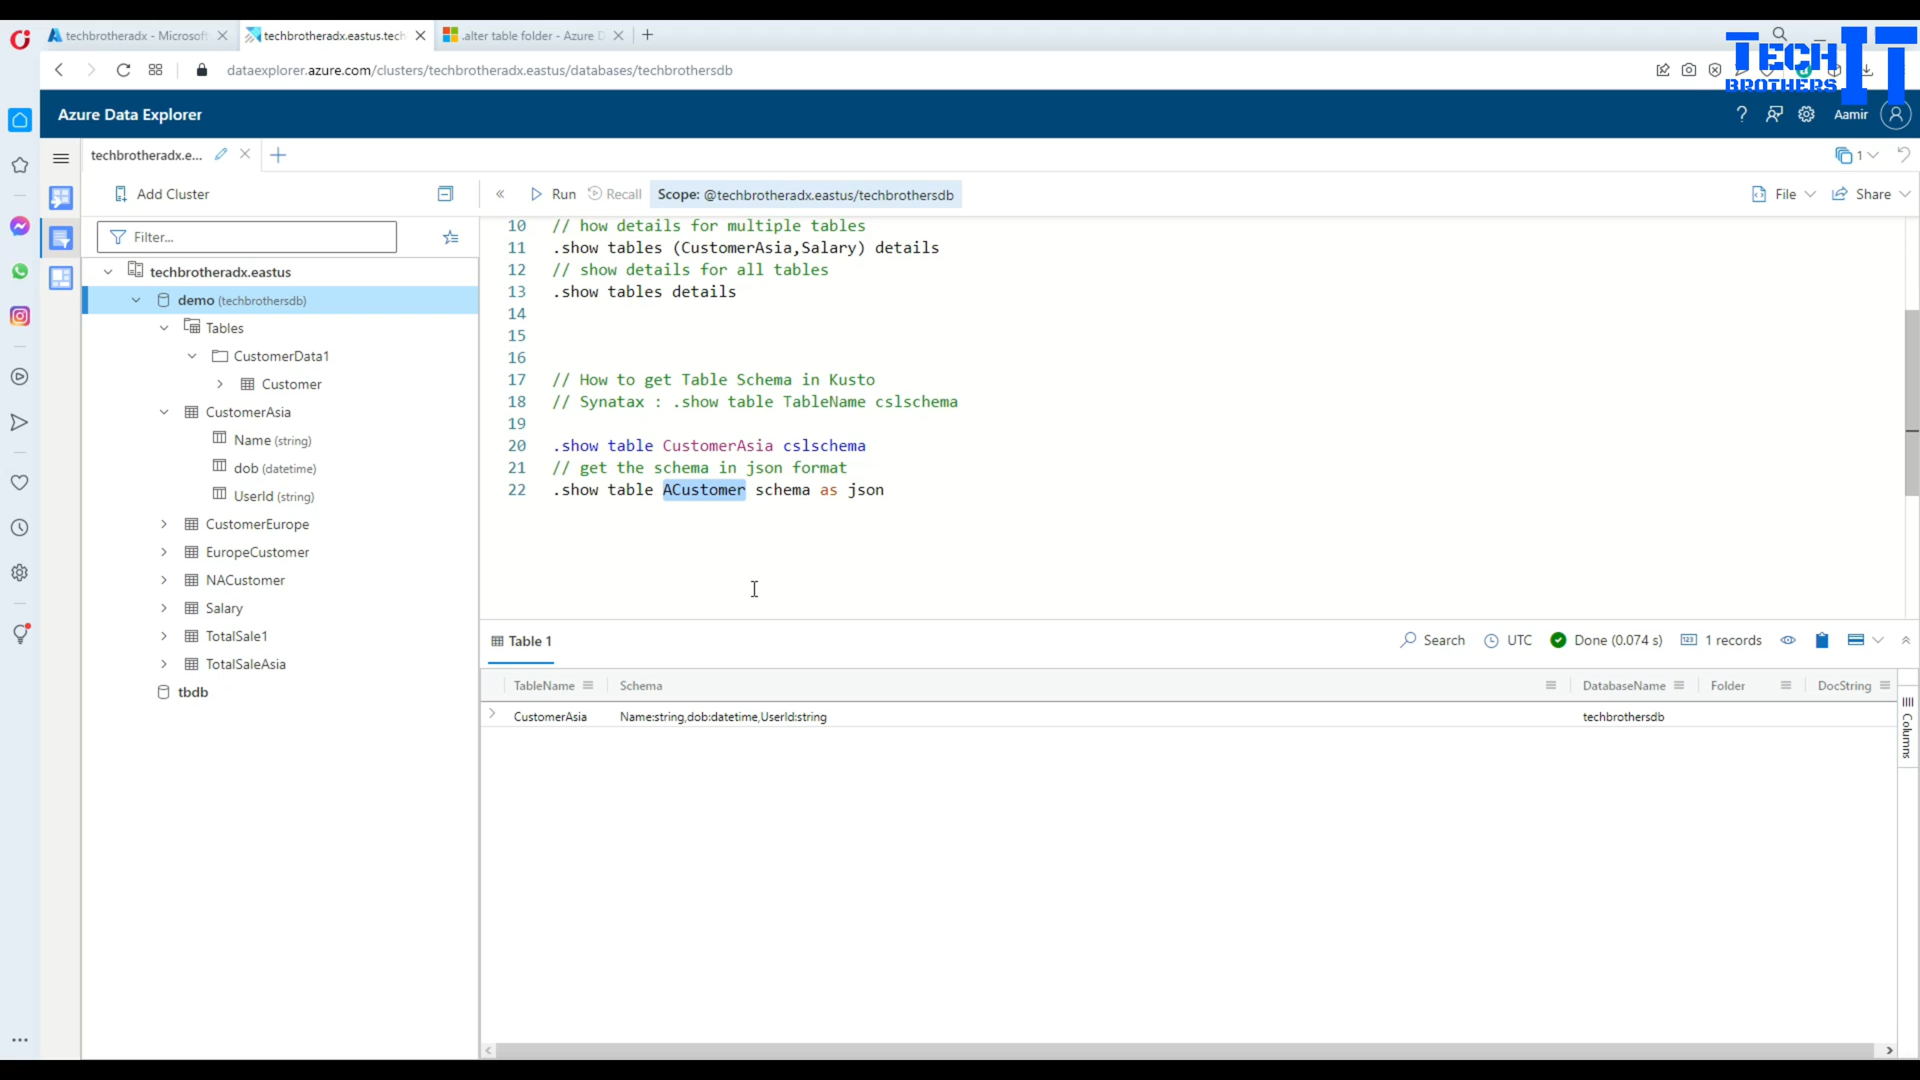 techbrotheradx - Microsoft
techbrotheradx.eastus.tech
.alter table folder - Azure D
dataexplorer.azure.com/clusters/techbrotheradx.eastus/databases/techbrothersdb
TECH
BROTHERS
IT
Azure Data Explorer
? Aamir
techbrotheradx.e...
1
Add Cluster
Run
Recall
Scope: @techbrotheradx.eastus/techbrothersdb
File
Share
Filter...
techbrotheradx.eastus
demo (techbrothersdb)
Tables
CustomerData1
Customer
CustomerAsia
Name (string)
dob (datetime)
UserId (string)
CustomerEurope
EuropeCustomer
NACustomer
Salary
TotalSale1
TotalSaleAsia
tbdb
10 // how details for multiple tables
11 .show tables (CustomerAsia,Salary) details
12 // show details for all tables
13 .show tables details
14
15
16
17 // How to get Table Schema in Kusto
18 // Synatax : .show table TableName cslschema
19
20 .show table CustomerAsia cslschema
21 // get the schema in json format
22 .show table ACustomer schema as json
Table 1
Search
UTC
Done (0.074 s)
1 records
TableName Schema DatabaseName Folder DocString
CustomerAsia Name:string,dob:datetime,UserId:string techbrothersdb
Columns